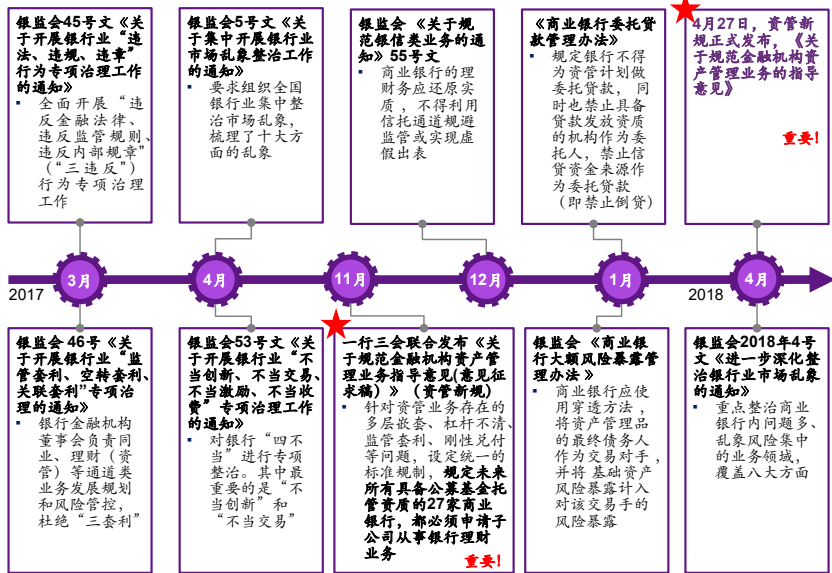 银监会45号文《关
于开展银行业“违
法、违规、违章”
行为专项治理工作
的通知》
▪ 全面开展“违
反金融法律、
违反监管规则、
违反内部规章”
(“三违反”)
行为专项治理
工作
银监会5号文《关
于集中开展银行业
市场乱象整治工作
的通知》
▪ 要求组织全国
银行业集中整
治市场乱象，
梳理了十大方
面的乱象
银监会 《关于规
范银信类业务的通
知》55号文
▪ 商业银行的理
财务应还原实
质，不得利用
信托通道规避
监管或实现虚
假出表
《商业银行委托贷
款管理办法》
▪ 规定银行不得
为资管计划做
委托贷款， 同
时也禁止具备
贷款发放资质
的机构作为委
托人，禁止信
贷资金来源作
为委托贷款
(即禁止倒贷)
4月27日，资管新
规正式发布，《关
于规范金融机构资
产管理业务的指导
意见》
重要!
3月
4月
11月
12月
1月
4月
2017
2018
银监会 46号《关
于开展银行业“监
管套利、空转套利、
关联套利”专项治
理的通知》
▪ 银行金融机构
董事会负责同
业、理财（资
管）等通道类
业务发展规划
和风险管控，
杜绝“三套利”
银监会53号文《关
于开展银行业“不
当创新、不当交易、
不当激励、不当收
费”专项治理工作
的通知》
▪ 对银行“四不
当”进行专项
整治。其中最
重要的是“不
当创新”和
“不当交易”
一行三会联合发布《关
于规范金融机构资产管
理业务指导意见(意见征
求稿）》（资管新规）
▪ 针对资管业务存在的
多层嵌套、杠杆不清、
监管套利、刚性兑付
等问题，设定统一的
标准规制，规定未来
所有具备公募基金托
管资质的27家商业
银行，都必须申请子
公司从事银行理财
业务
重要!
银监会 《商业银
行大额风险暴露管
理办法 》
▪ 商业银行应使
用穿透方法，
将资产管理品
的最终债务人
作为交易对手，
并将 基础资产
风险暴露计入
对该交易手的
风险暴露
银监会2018年4号
文《进一步深化整
治银行业市场乱象
的通知》
▪ 重点整治商业
银行内问题多、
乱象风险集中
的业务领域，
覆盖八大方面